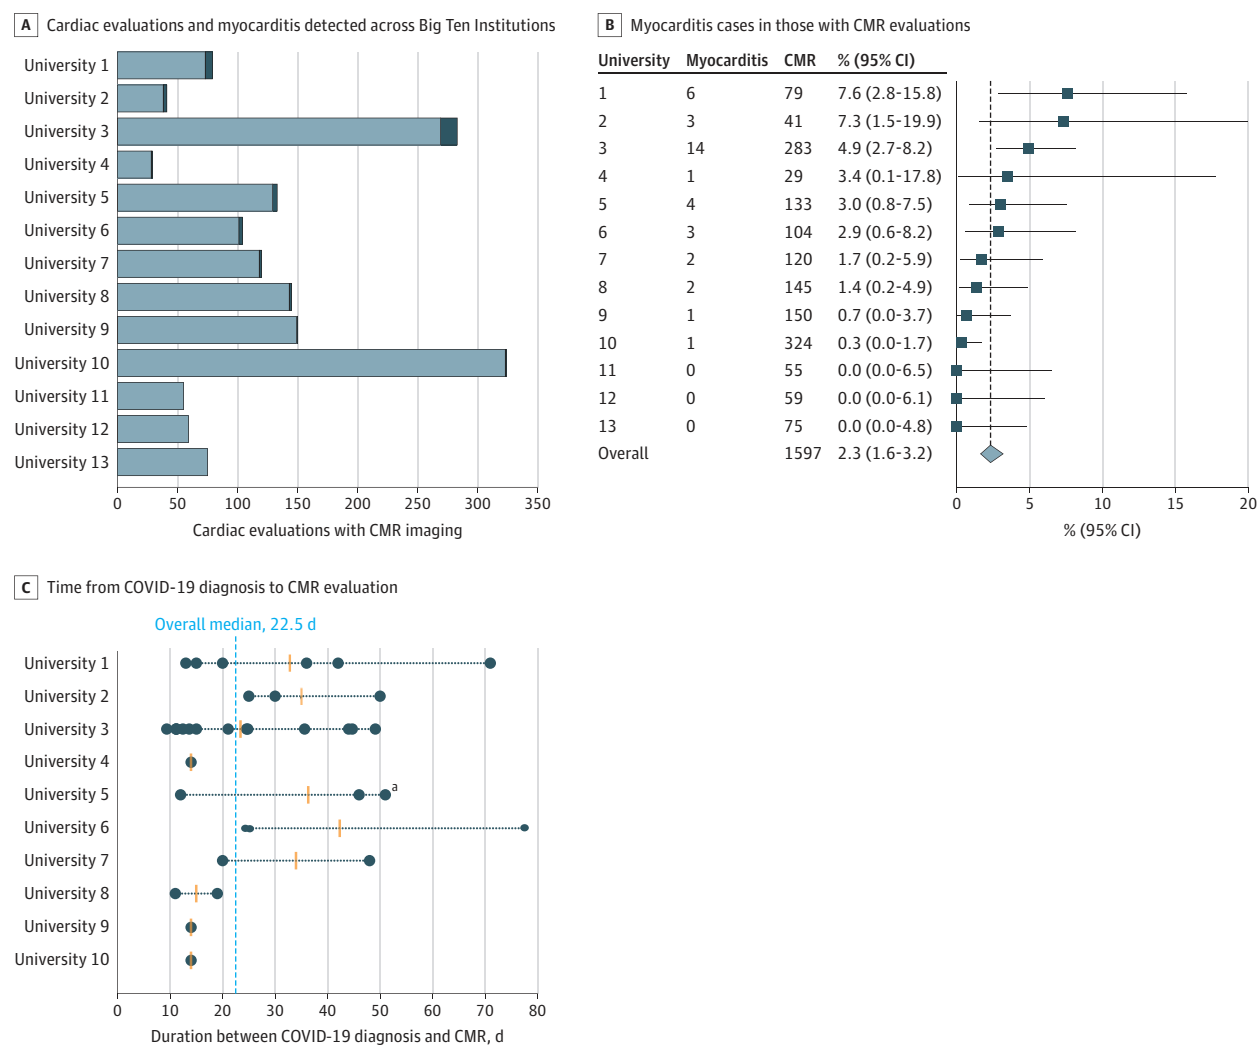 A Cardiac evaluations and myocarditis detected across Big Ten Institutions
University 1
University 2
University 3
University 4
University 5
University 6
University 7
University 8
University 9
University 10
University 11
University 12
University 13
0 50 100 150 200 250 300 350
Cardiac evaluations with CMR imaging
B Myocarditis cases in those with CMR evaluations
University Myocarditis CMR % (95% CI)
1 6 79 7.6 (2.8-15.8)
2 3 41 7.3 (1.5-19.9)
3 14 283 4.9 (2.7-8.2)
4 1 29 3.4 (0.1-17.8)
5 4 133 3.0 (0.8-7.5)
6 3 104 2.9 (0.6-8.2)
7 2 120 1.7 (0.2-5.9)
8 2 145 1.4 (0.2-4.9)
9 1 150 0.7 (0.0-3.7)
10 1 324 0.3 (0.0-1.7)
11 0 55 0.0 (0.0-6.5)
12 0 59 0.0 (0.0-6.1)
13 0 75 0.0 (0.0-4.8)
Overall 1597 2.3 (1.6-3.2)
0 5 10 15 20
% (95% CI)
C Time from COVID-19 diagnosis to CMR evaluation
Overall median, 22.5 d
University 1
University 2
University 3
University 4
University 5 a
University 6
University 7
University 8
University 9
University 10
0 10 20 30 40 50 60 70 80
Duration between COVID-19 diagnosis and CMR, d